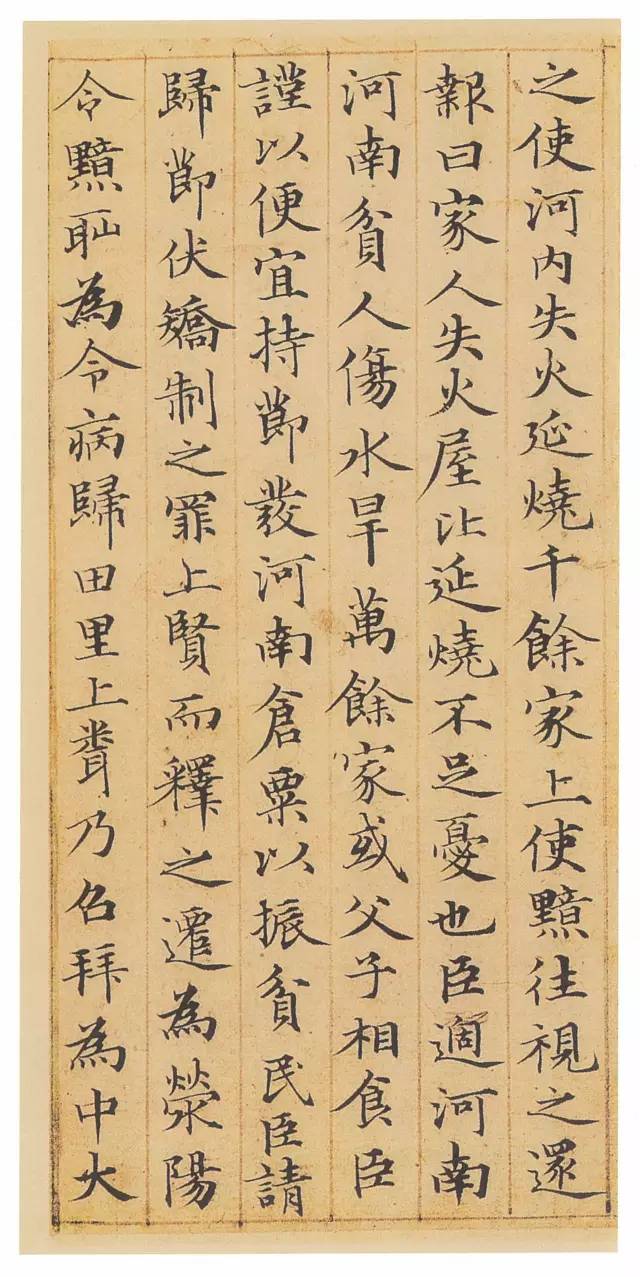 之使河内失火延燒千餘家上使黯往視之還
報曰家人失火屋比延燒不足憂也臣適河南
河南貧人傷水旱萬餘家或父子相食臣
謹以便宜持節發河南倉粟以振貧民臣請
歸節伏矯制之罪上賢而釋之遷為滎陽
令黯恥為令病歸田里上聞乃召拜為中大